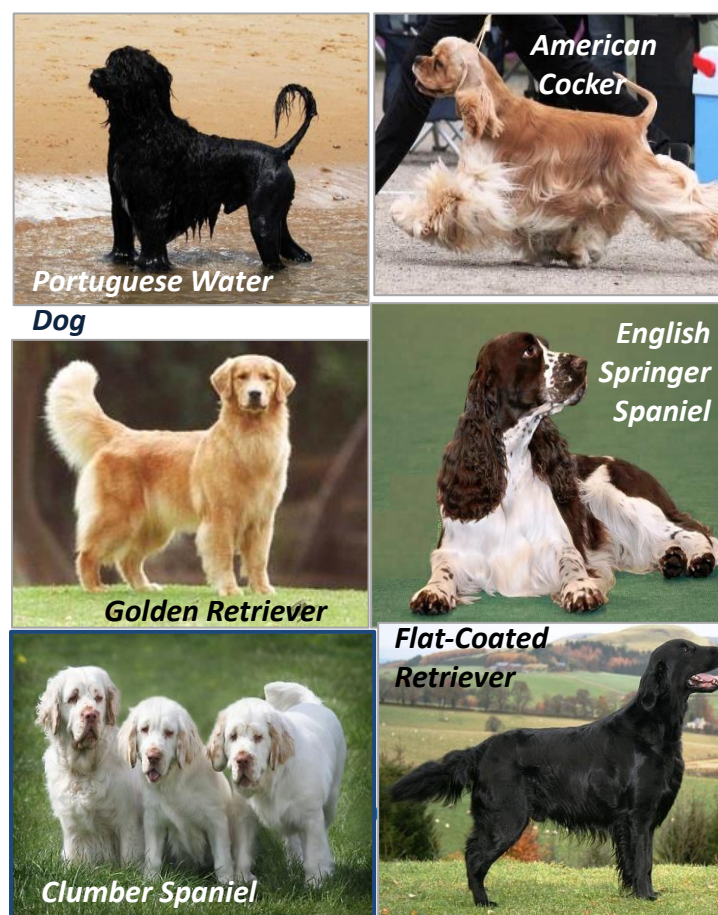 American
Cocker
Portuguese Water
Dog
English
Springer
Spaniel
Golden Retriever
Flat-Coated
Retriever
Clumber Spaniel